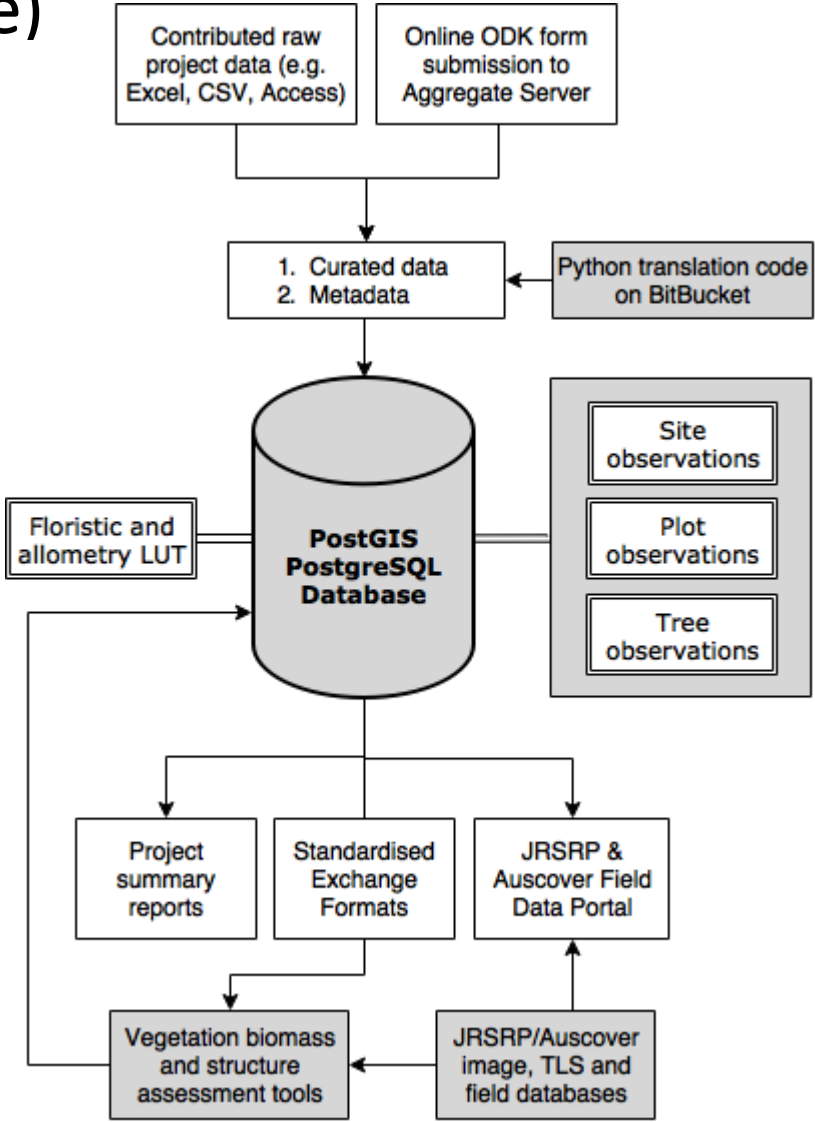 e)
Contributed raw
project data (e.g.
Excel, CSV, Access)
Online ODK form
submission to
Aggregate Server
1. Curated data
2. Metadata
Python translation code
on BitBucket
Site
observations
Floristic and
allometry LUT
PostGIS
PostgreSQL
Database
Plot
observations
Tree
observations
Project
summary
reports
Standardised
Exchange
Formats
JRSRP &
Auscover Field
Data Portal
Vegetation biomass
and structure
assessment tools
JRSRP/Auscover
image, TLS and
field databases